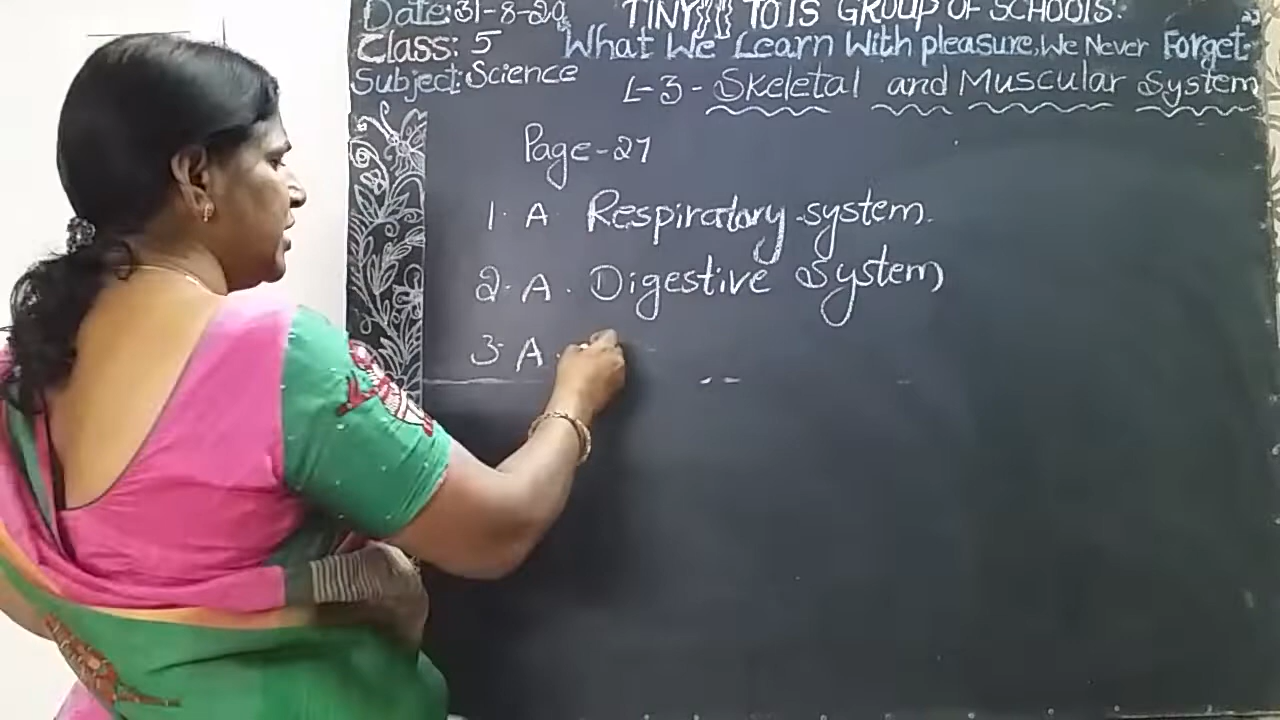 Date: 31-8-20 TINY TOTS GROUP OF SCHOOLS.
Class: 5 What We Learn With pleasure, We Never Forget.
Subject: Science L-3- Skeletal and Muscular System
Page-27
1. A Respiratory system.
2. A. Digestive System
3. A.